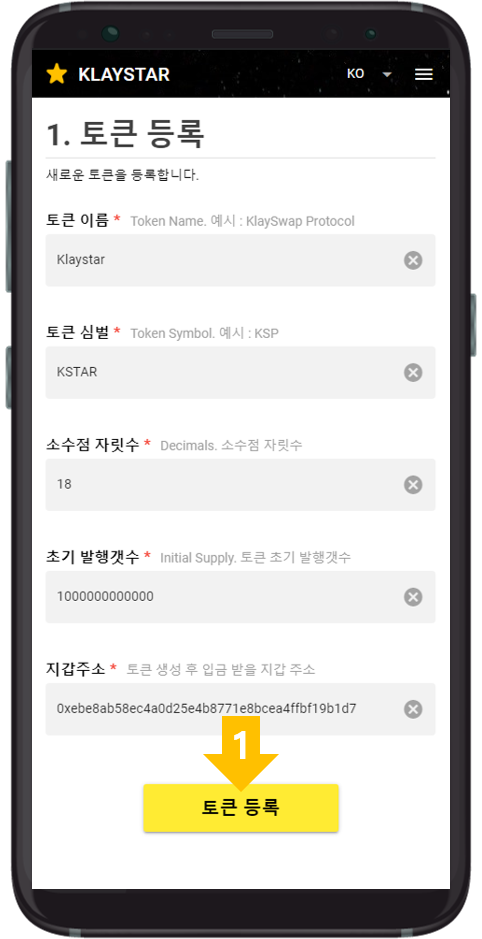 KLAYSTAR
KO
1. 토큰 등록
새로운 토큰을 등록합니다.
토큰 이름 * Token Name. 예시 : KlaySwap Protocol
Klaystar
토큰 심벌 * Token Symbol. 예시 : KSP
KSTAR
소수점 자릿수 * Decimals. 소수점 자릿수
18
초기 발행갯수 * Initial Supply. 토큰 초기 발행갯수
1000000000000
지갑주소 * 토큰 생성 후 입금 받을 지갑 주소
0xebe8ab58ec4a0d25e4b8771e8bcea4ffbf19b1d7
1
토큰 등록